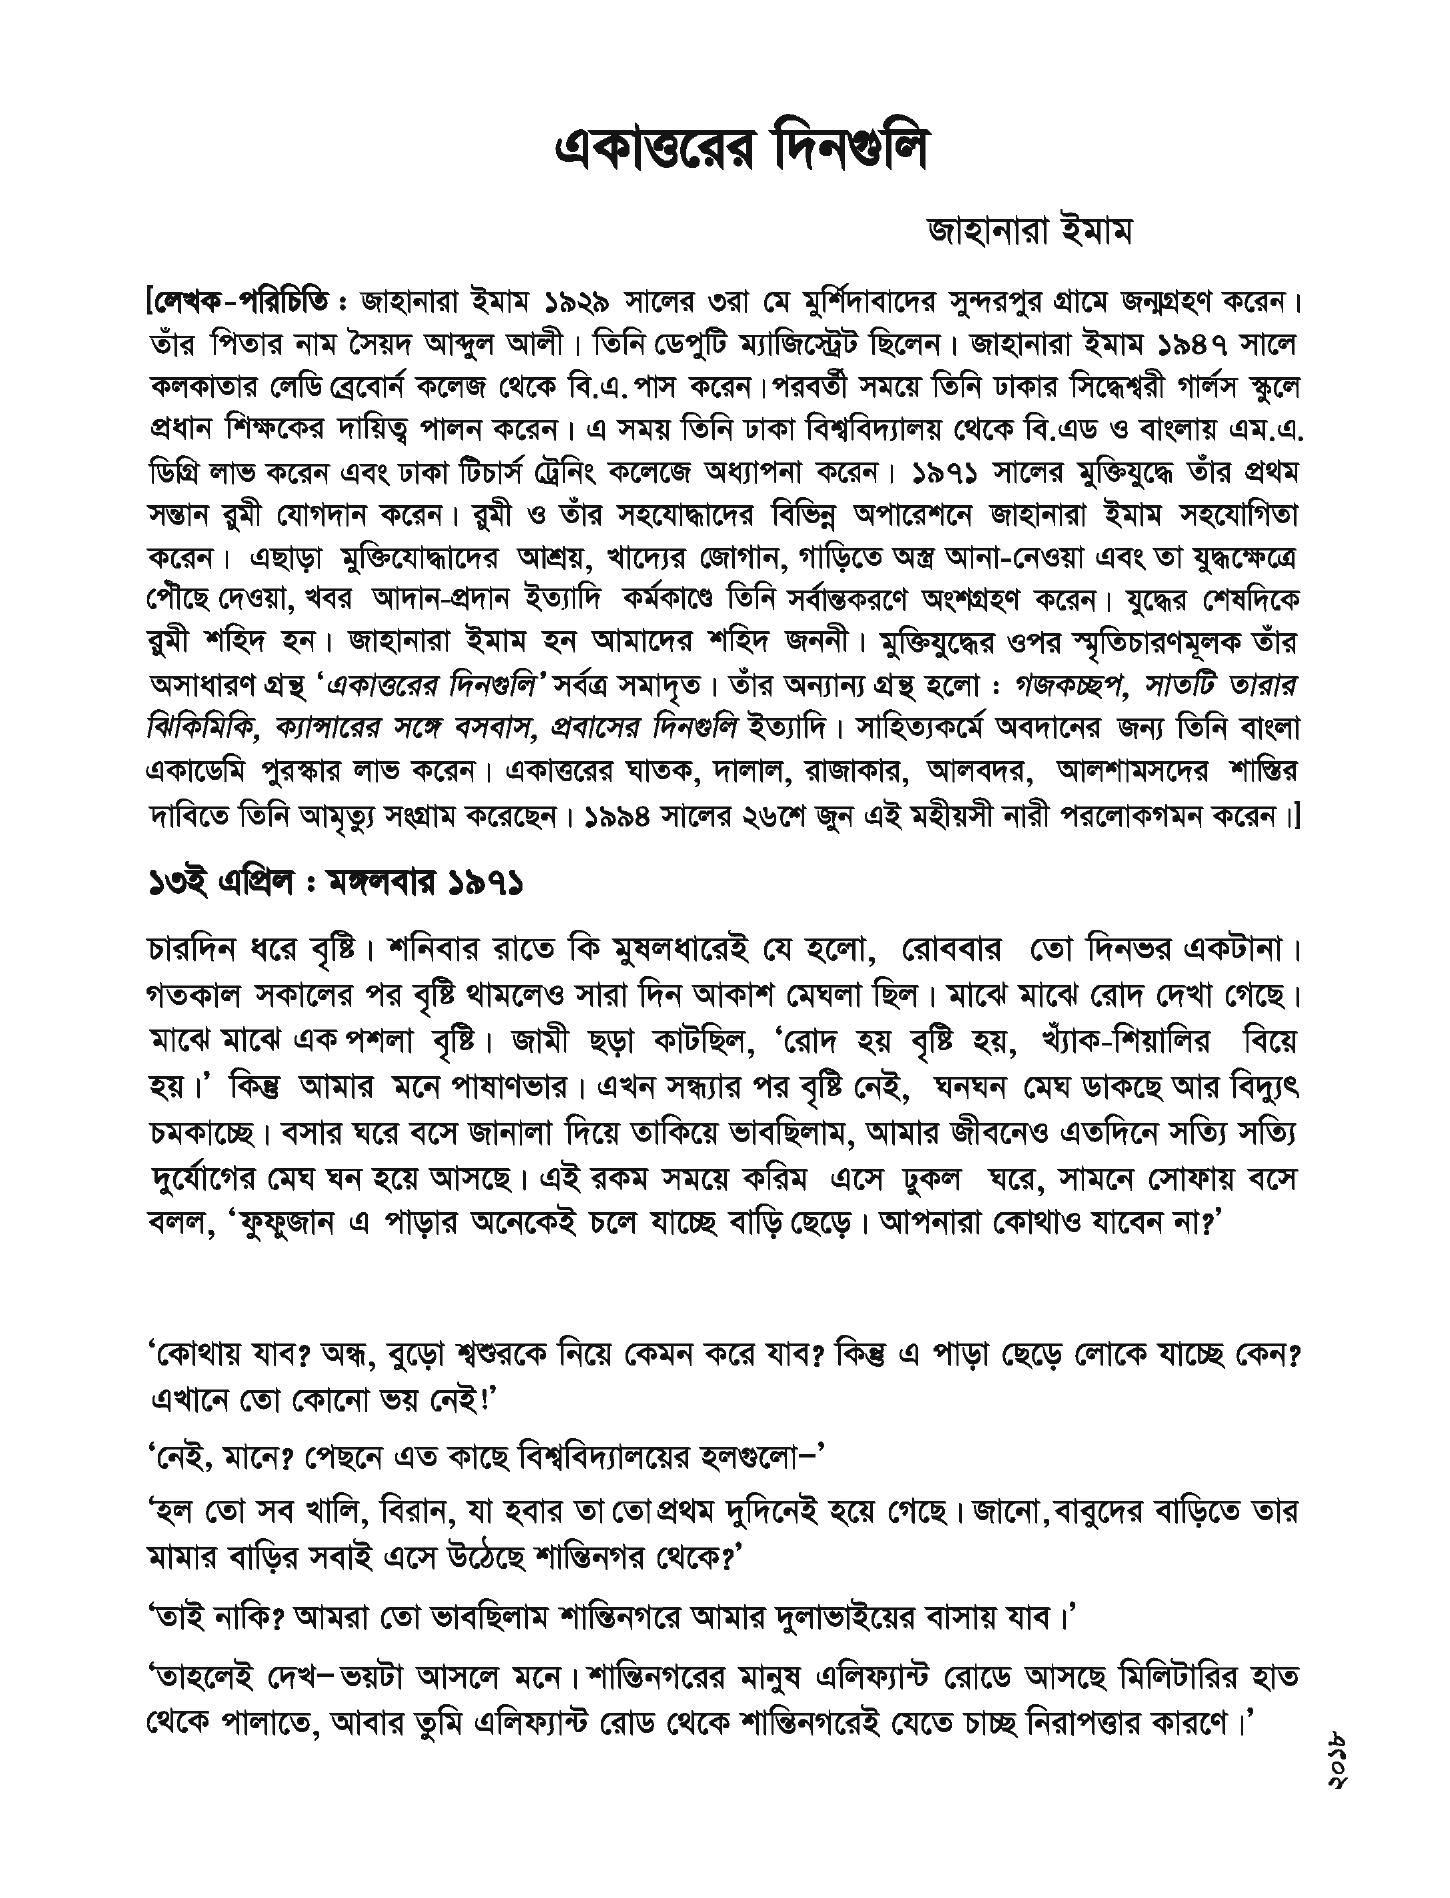 একাত্তরের দিনগুলি
জাহানারা ইমাম
[লেখক-পরিচিতি : জাহানারা ইমাম ১৯২৯ সালের ৩রা মে মুর্শিদাবাদের সুন্দরপুর গ্রামে জন্মগ্রহণ করেন।
তাঁর পিতার নাম সৈয়দ আব্দুল আলী। তিনি ডেপুটি ম্যাজিস্ট্রেট ছিলেন। জাহানারা ইমাম ১৯৪৭ সালে
কলকাতার লেডি ব্রেবোর্ন কলেজ থেকে বি.এ. পাস করেন। পরবর্তী সময়ে তিনি ঢাকার সিদ্ধেশ্বরী গার্লস স্কুলে
প্রধান শিক্ষকের দায়িত্ব পালন করেন। এ সময় তিনি ঢাকা বিশ্ববিদ্যালয় থেকে বি.এড ও বাংলায় এম.এ.
ডিগ্রি লাভ করেন এবং ঢাকা টিচার্স ট্রেনিং কলেজে অধ্যাপনা করেন। ১৯৭১ সালের মুক্তিযুদ্ধে তাঁর প্রথম
সন্তান রুমী যোগদান করেন। রুমী ও তাঁর সহযোদ্ধাদের বিভিন্ন অপারেশনে জাহানারা ইমাম সহযোগিতা
করেন। এছাড়া মুক্তিযোদ্ধাদের আশ্রয়, খাদ্যের জোগান, গাড়িতে অস্ত্র আনা-নেওয়া এবং তা যুদ্ধক্ষেত্রে
পৌঁছে দেওয়া, খবর আদান-প্রদান ইত্যাদি কর্মকাণ্ডে তিনি সর্বান্তকরণে অংশগ্রহণ করেন। যুদ্ধের শেষদিকে
রুমী শহিদ হন। জাহানারা ইমাম হন আমাদের শহিদ জননী। মুক্তিযুদ্ধের ওপর স্মৃতিচারণমূলক তাঁর
অসাধারণ গ্রন্থ ‘একাত্তরের দিনগুলি’ সর্বত্র সমাদৃত। তাঁর অন্যান্য গ্রন্থ হলো : গজকচ্ছপ, সাতটি তারার
ঝিকিমিকি, ক্যান্সারের সঙ্গে বসবাস, প্রবাসের দিনগুলি ইত্যাদি। সাহিত্যকর্মে অবদানের জন্য তিনি বাংলা
একাডেমি পুরস্কার লাভ করেন। একাত্তরের ঘাতক, দালাল, রাজাকার, আলবদর, আলশামসদের শাস্তির
দাবিতে তিনি আমৃত্যু সংগ্রাম করেছেন। ১৯৯৪ সালের ২৬শে জুন এই মহীয়সী নারী পরলোকগমন করেন।]
১৩ই এপ্রিল : মঙ্গলবার ১৯৭১
চারদিন ধরে বৃষ্টি। শনিবার রাতে কি মুষলধারেই যে হলো, রোববার তো দিনভর একটানা।
গতকাল সকালের পর বৃষ্টি থামলেও সারা দিন আকাশ মেঘলা ছিল। মাঝে মাঝে রোদ দেখা গেছে।
মাঝে মাঝে এক পশলা বৃষ্টি। জামী ছড়া কাটছিল, ‘রোদ হয় বৃষ্টি হয়, খ্যাঁক-শিয়ালির বিয়ে
হয়।’ কিন্তু আমার মনে পাষাণভার। এখন সন্ধ্যার পর বৃষ্টি নেই, ঘনঘন মেঘ ডাকছে আর বিদ্যুৎ
চমকাচ্ছে। বসার ঘরে বসে জানালা দিয়ে তাকিয়ে ভাবছিলাম, আমার জীবনেও এতদিনে সত্যি সত্যি
দুর্যোগের মেঘ ঘন হয়ে আসছে। এই রকম সময়ে করিম এসে ঢুকল ঘরে, সামনে সোফায় বসে
বলল, ‘ফুফুজান এ পাড়ার অনেকেই চলে যাচ্ছে বাড়ি ছেড়ে। আপনারা কোথাও যাবেন না?’
‘কোথায় যাব? অন্ধ, বুড়ো শ্বশুরকে নিয়ে কেমন করে যাব? কিন্তু এ পাড়া ছেড়ে লোকে যাচ্ছে কেন?
এখানে তো কোনো ভয় নেই!’
‘নেই, মানে? পেছনে এত কাছে বিশ্ববিদ্যালয়ের হলগুলো–’
‘হল তো সব খালি, বিরান, যা হবার তা তো প্রথম দুদিনেই হয়ে গেছে। জানো, বাবুদের বাড়িতে তার
মামার বাড়ির সবাই এসে উঠেছে শান্তিনগর থেকে?’
‘তাই নাকি? আমরা তো ভাবছিলাম শান্তিনগরে আমার দুলাভাইয়ের বাসায় যাব।’
‘তাহলেই দেখ– ভয়টা আসলে মনে। শান্তিনগরের মানুষ এলিফ্যান্ট রোডে আসছে মিলিটারির হাত
থেকে পালাতে, আবার তুমি এলিফ্যান্ট রোড থেকে শান্তিনগরেই যেতে চাচ্ছ নিরাপত্তার কারণে।’
২০১৮